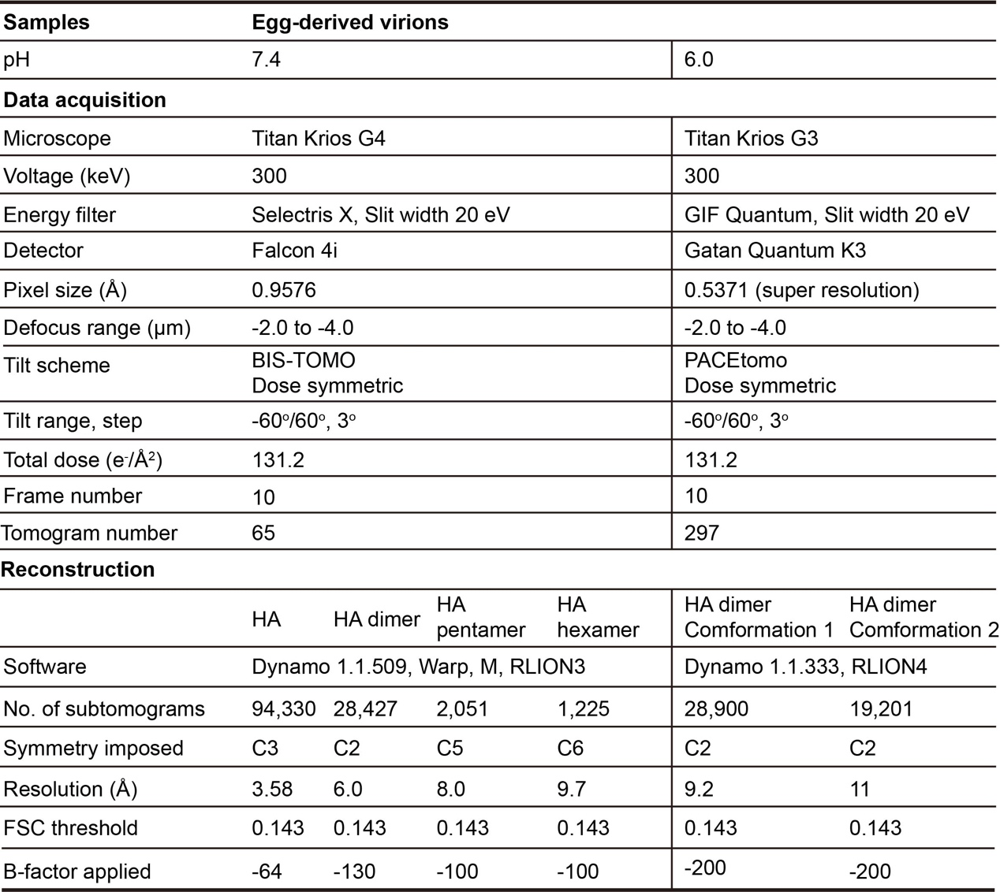 Samples Egg-derived virions
pH 7.4 6.0
Data acquisition
Microscope Titan Krios G4 Titan Krios G3
Voltage (keV) 300 300
Energy filter Selectris X, Slit width 20 eV GIF Quantum, Slit width 20 eV
Detector Falcon 4i Gatan Quantum K3
Pixel size (Å) 0.9576 0.5371 (super resolution)
Defocus range (μm) -2.0 to -4.0 -2.0 to -4.0
Tilt scheme BIS-TOMO PACEtomo
Dose symmetric Dose symmetric
Tilt range, step -60º/60º, 3º -60º/60º, 3º
Total dose (e⁻/Å²) 131.2 131.2
Frame number 10 10
Tomogram number 65 297
Reconstruction
HA HA dimer HA pentamer HA hexamer HA dimer Comformation 1 HA dimer Comformation 2
Software Dynamo 1.1.509, Warp, M, RLION3 Dynamo 1.1.333, RLION4
No. of subtomograms 94,330 28,427 2,051 1,225 28,900 19,201
Symmetry imposed C3 C2 C5 C6 C2 C2
Resolution (Å) 3.58 6.0 8.0 9.7 9.2 11
FSC threshold 0.143 0.143 0.143 0.143 0.143 0.143
B-factor applied -64 -130 -100 -100 -200 -200